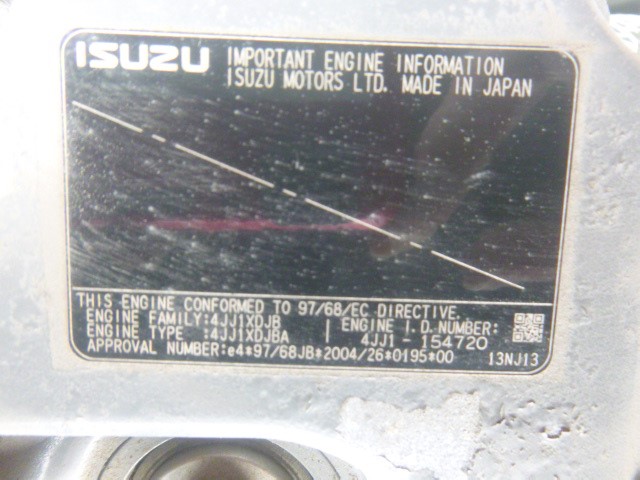 ISUZU IMPORTANT ENGINE INFORMATION
ISUZU MOTORS LTD. MADE IN JAPAN
THIS ENGINE CONFORMED TO 97/68/EC DIRECTIVE.
ENGINE FAMILY:4JJ1XDJB
ENGINE TYPE :4JJ1XDJBA
ENGINE I.D.NUMBER:
4JJ1 - 154720
APPROVAL NUMBER:e4*97/68JB*2004/26*0195*00
13NJ13